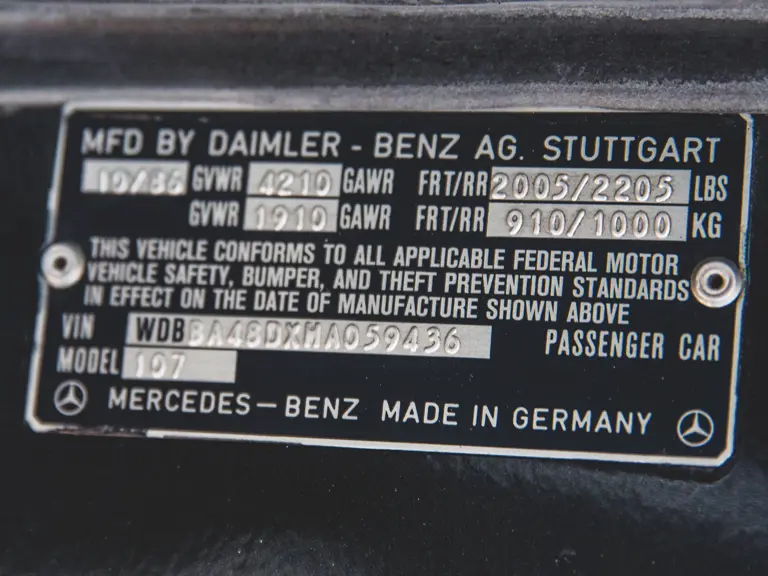 MFD BY DAIMLER - BENZ AG. STUTTGART
10/86 GVWR 4210 GAWR FRT/RR 2005/2205 LBS
GVWR 1910 GAWR FRT/RR 910/1000 KG
THIS VEHICLE CONFORMS TO ALL APPLICABLE FEDERAL MOTOR
VEHICLE SAFETY, BUMPER, AND THEFT PREVENTION STANDARDS
IN EFFECT ON THE DATE OF MANUFACTURE SHOWN ABOVE
VIN WDBBA48DXHA059436 PASSENGER CAR
MODEL 107
MERCEDES-BENZ MADE IN GERMANY